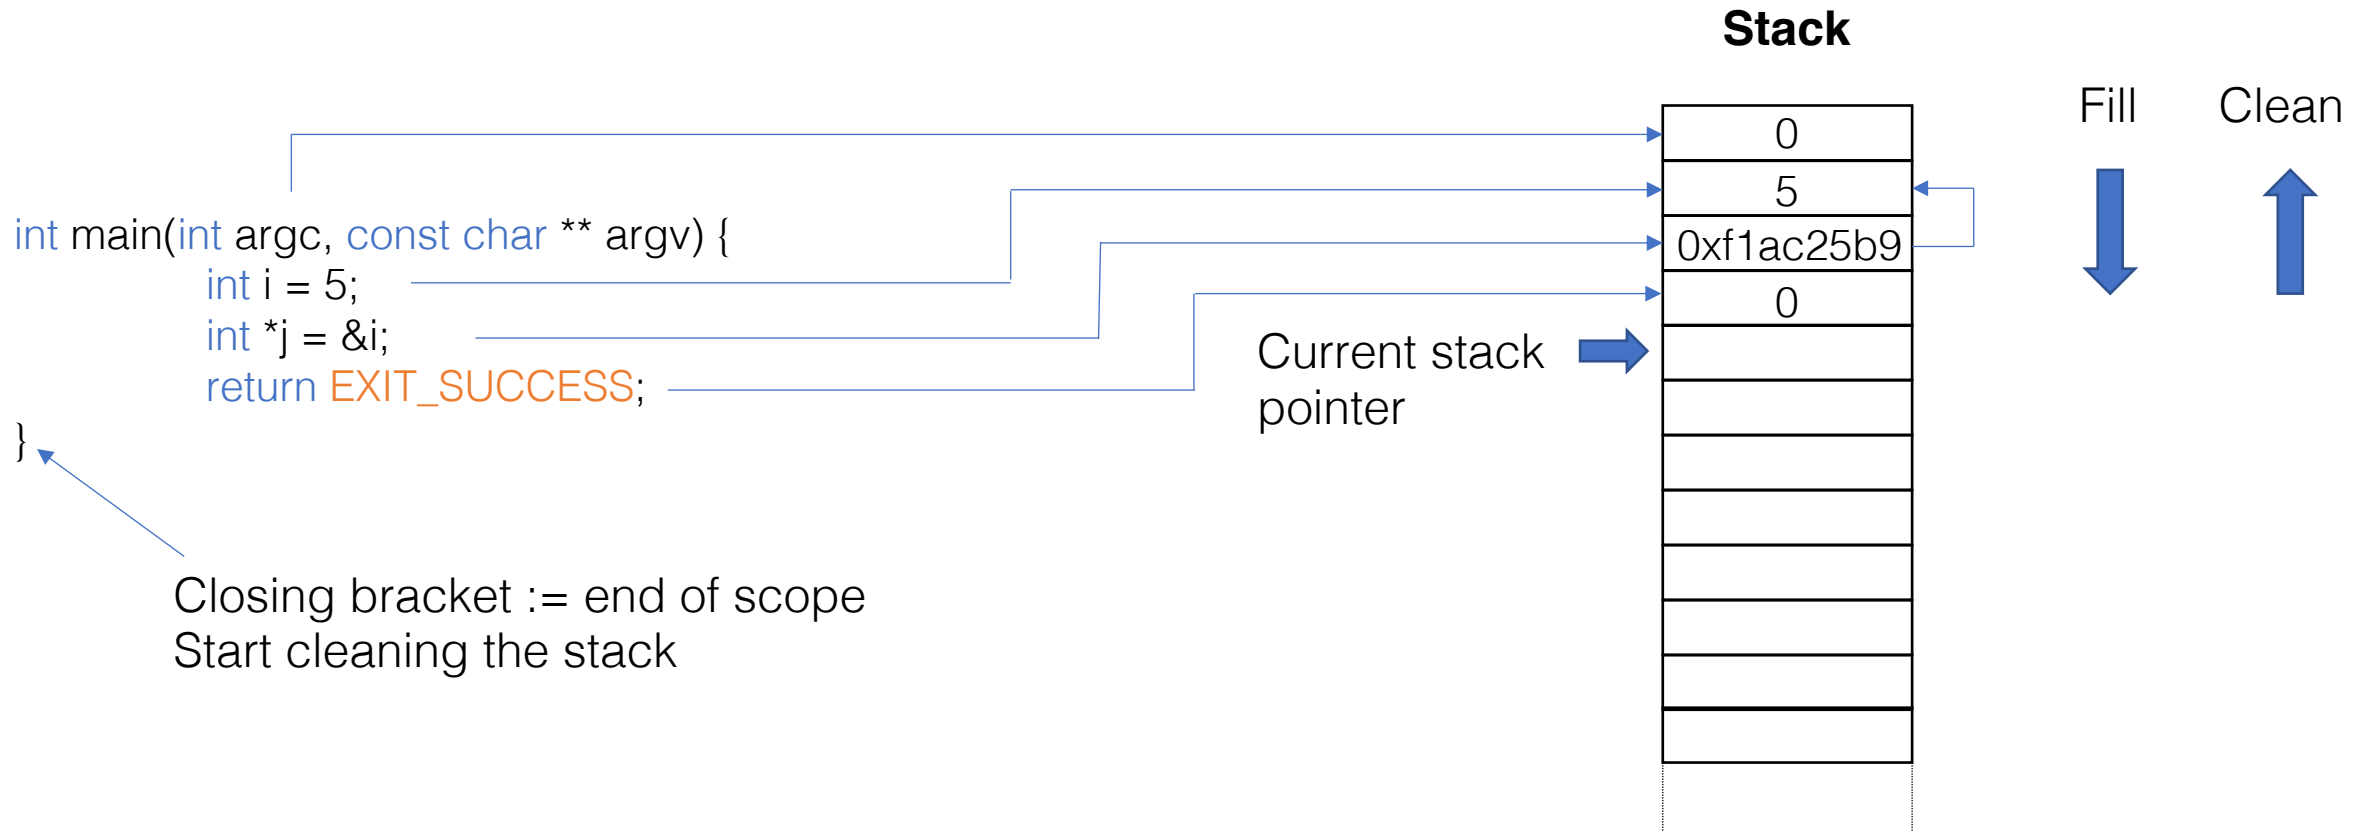 Stack
Fill Clean
0
5
0xf1ac25b9
0
int main(int argc, const char ** argv) {
int i = 5;
int *j = &i;
return EXIT_SUCCESS;
}
Current stack
pointer
Closing bracket := end of scope
Start cleaning the stack